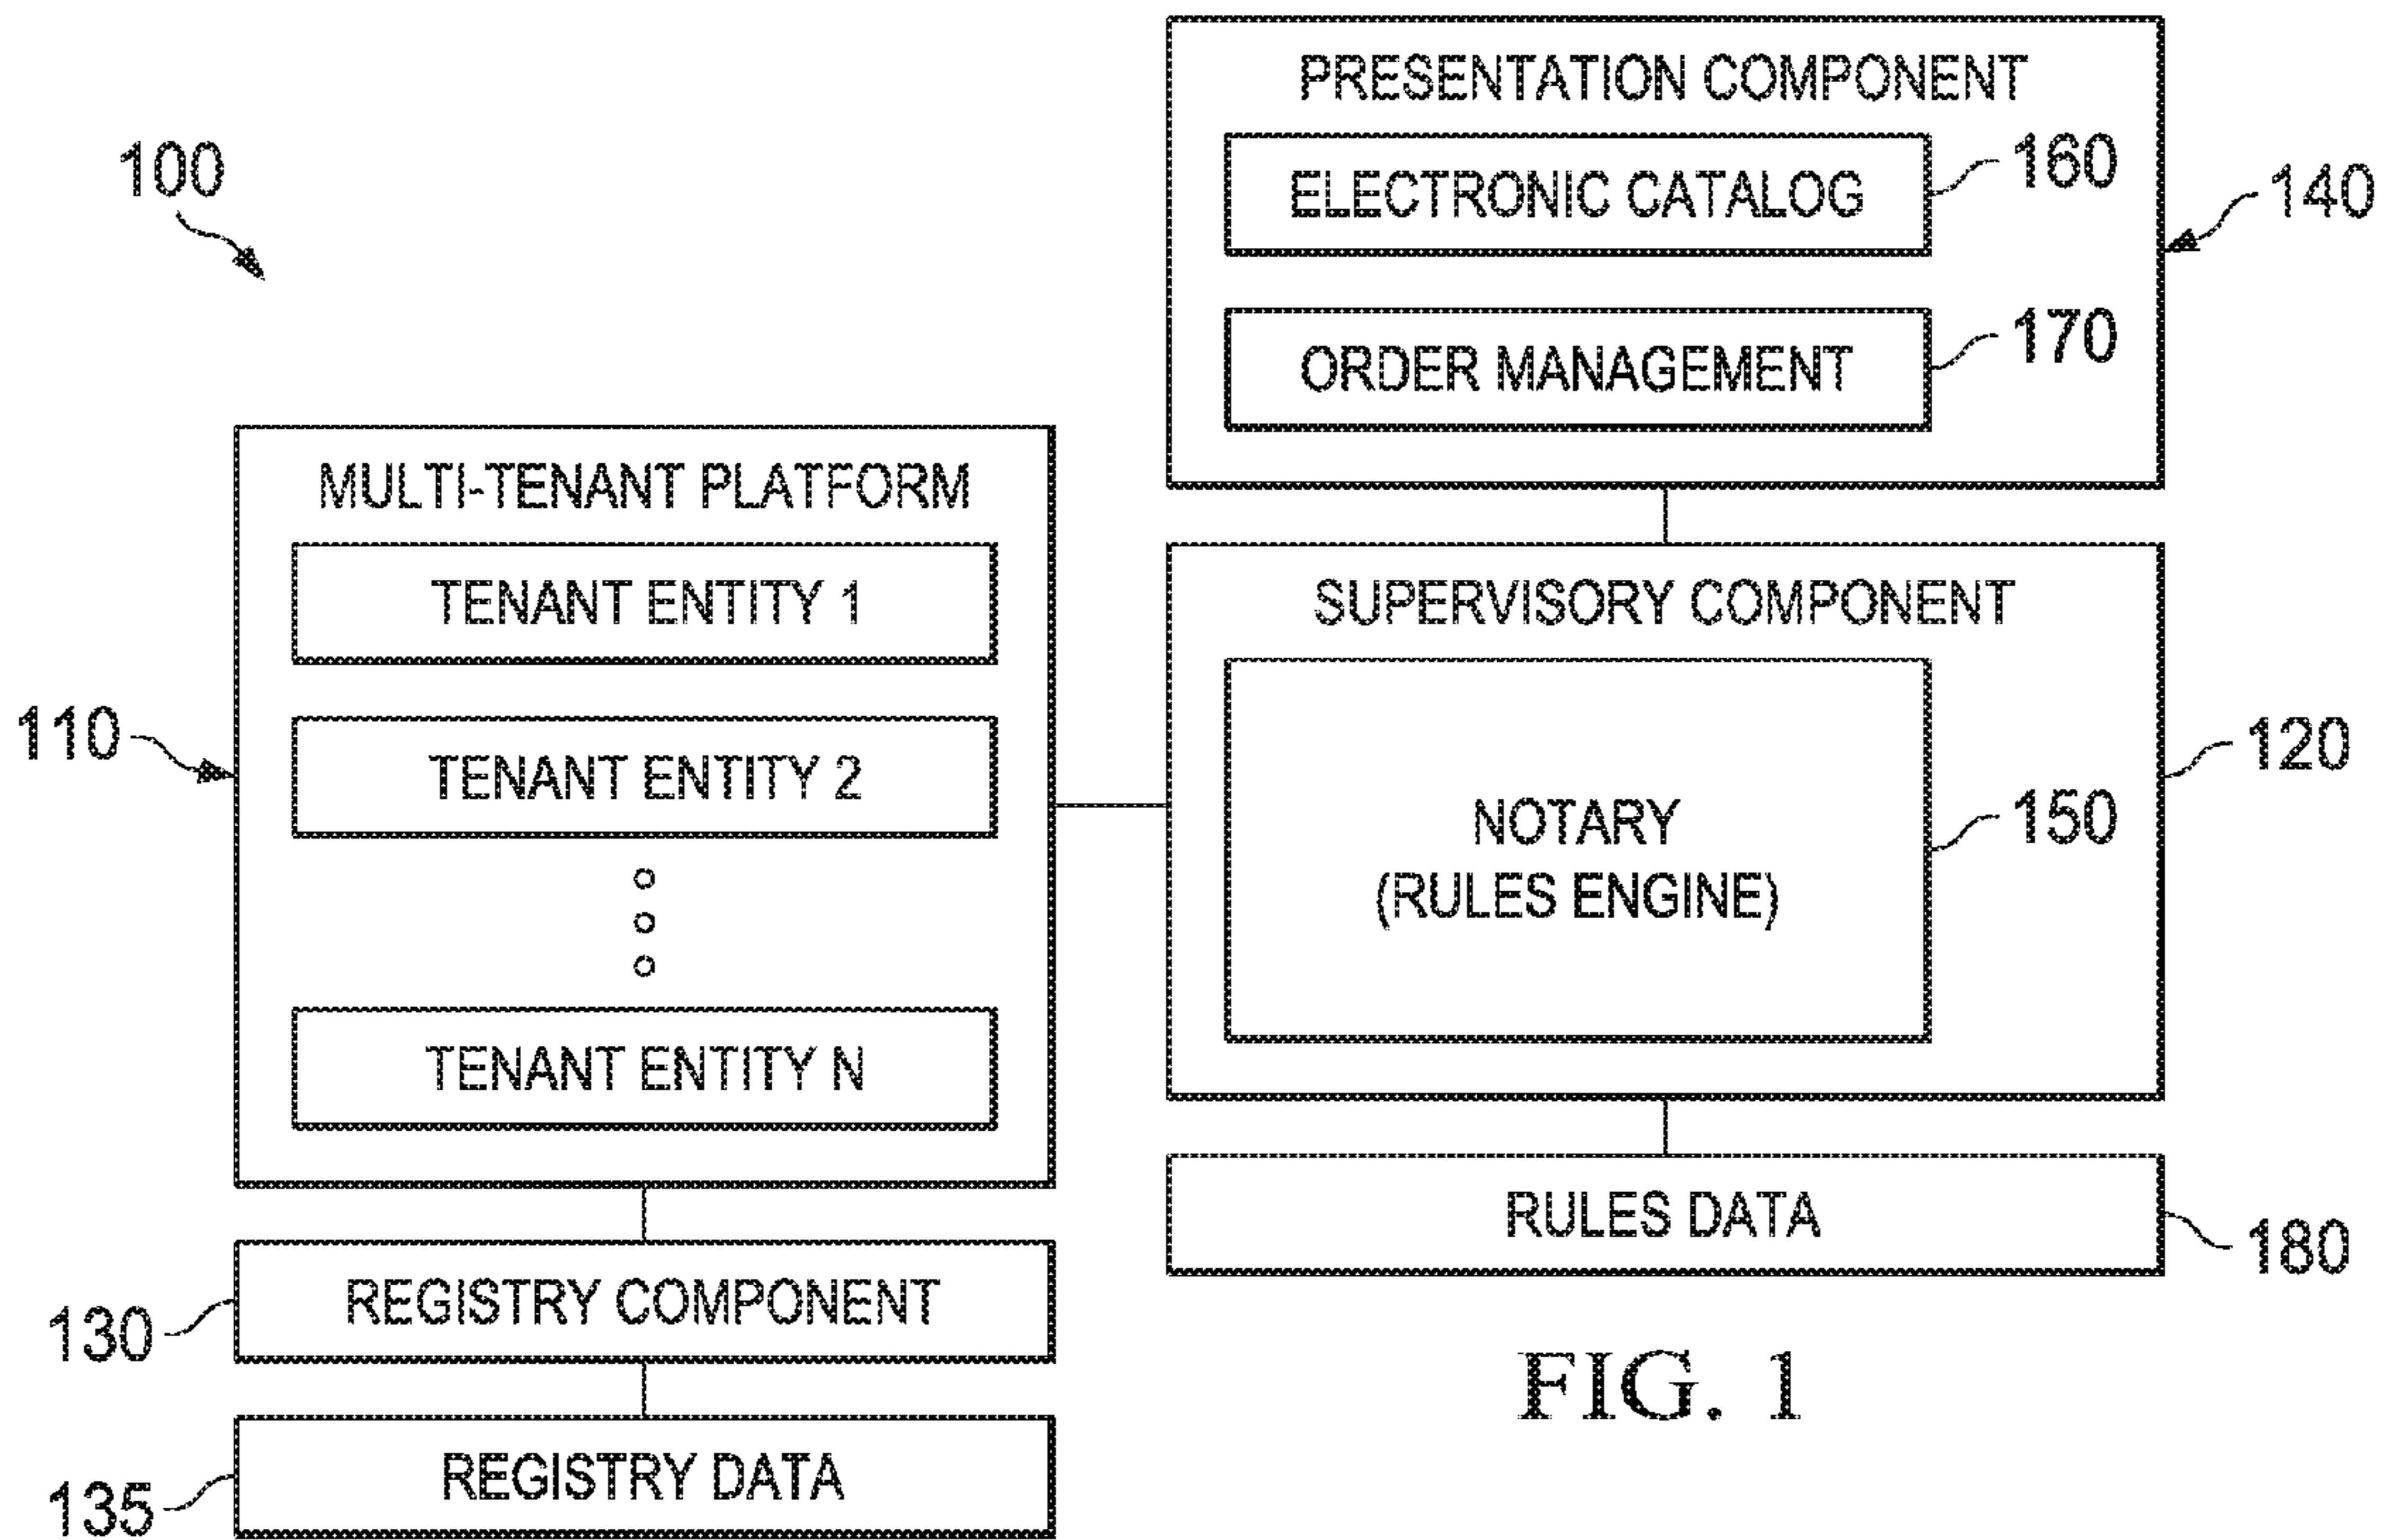 100
PRESENTATION COMPONENT
ELECTRONIC CATALOG
160
140
ORDER MANAGEMENT
170
MULTI-TENANT PLATFORM
TENANT ENTITY 1
110
TENANT ENTITY 2
TENANT ENTITY N
SUPERVISORY COMPONENT
120
NOTARY
(RULES ENGINE)
150
RULES DATA
180
REGISTRY COMPONENT
130
REGISTRY DATA
135
FIG. 1